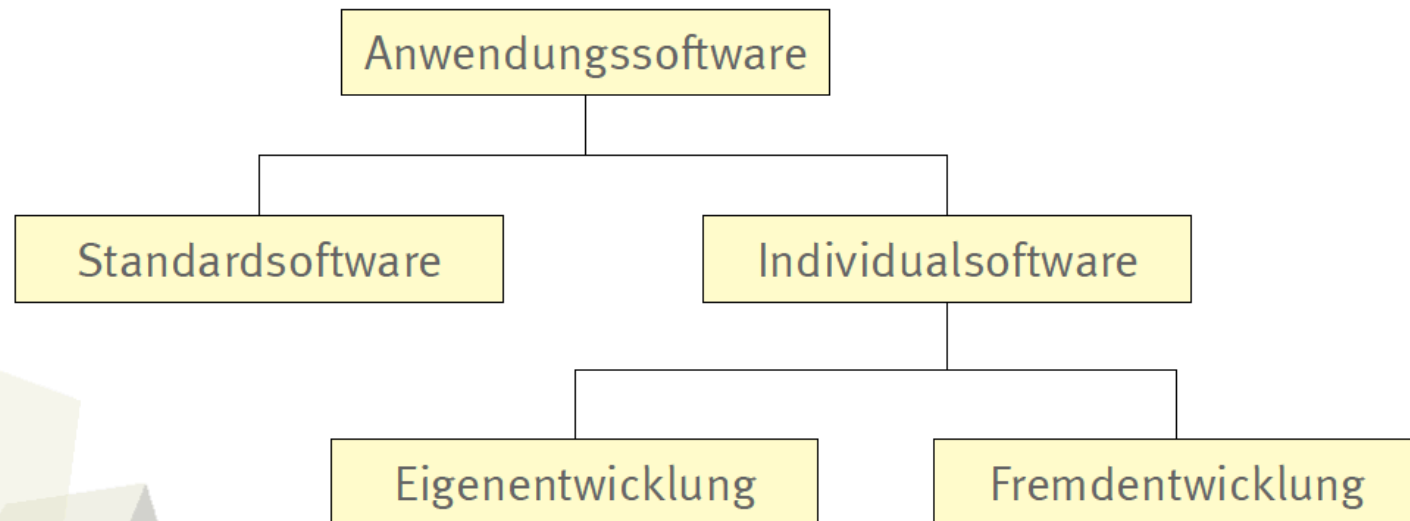 Anwendungssoftware
Standardsoftware
Individualsoftware
Eigenentwicklung
Fremdentwicklung